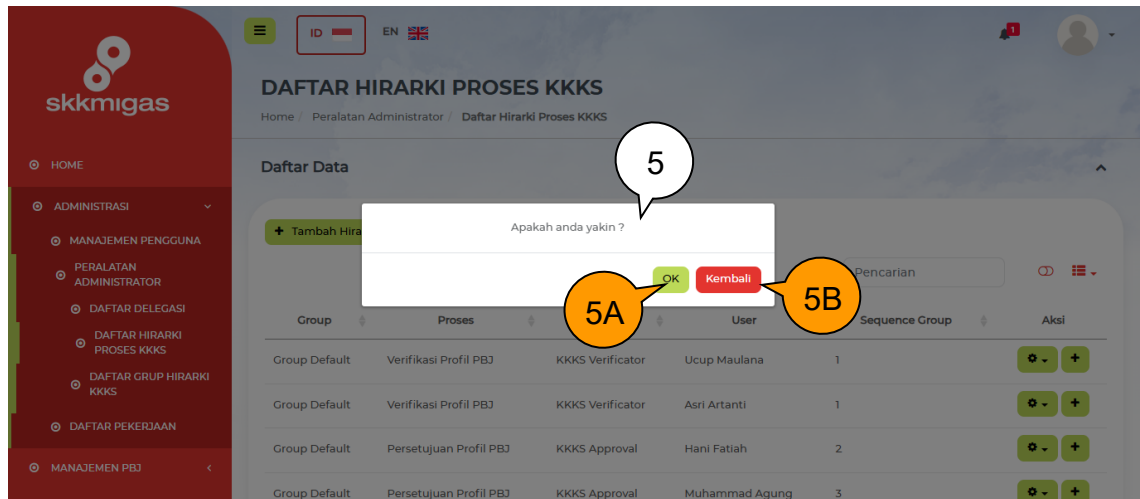 ID EN 1
skkmigas
DAFTAR HIRARKI PROSES KKKS
Home / Peralatan Administrator / Daftar Hirarki Proses KKKS
HOME
ADMINISTRASI
MANAJEMEN PENGGUNA
PERALATAN
ADMINISTRATOR
DAFTAR DELEGASI
DAFTAR HIRARKI
PROSES KKKS
DAFTAR GRUP HIRARKI
KKKS
DAFTAR PEKERJAAN
MANAJEMEN PBJ
Daftar Data
5
+ Tambah Hira
Apakah anda yakin ?
OK Kembali
5A
5B
Pencarian
Group Proses User Sequence Group Aksi
Group Default Verifikasi Profil PBJ KKKS Verificator Ucup Maulana 1
Group Default Verifikasi Profil PBJ KKKS Verificator Asri Artanti 1
Group Default Persetujuan Profil PBJ KKKS Approval Hani Fatiah 2
Group Default Persetujuan Profil PBJ KKKS Approval Muhammad Agung 3